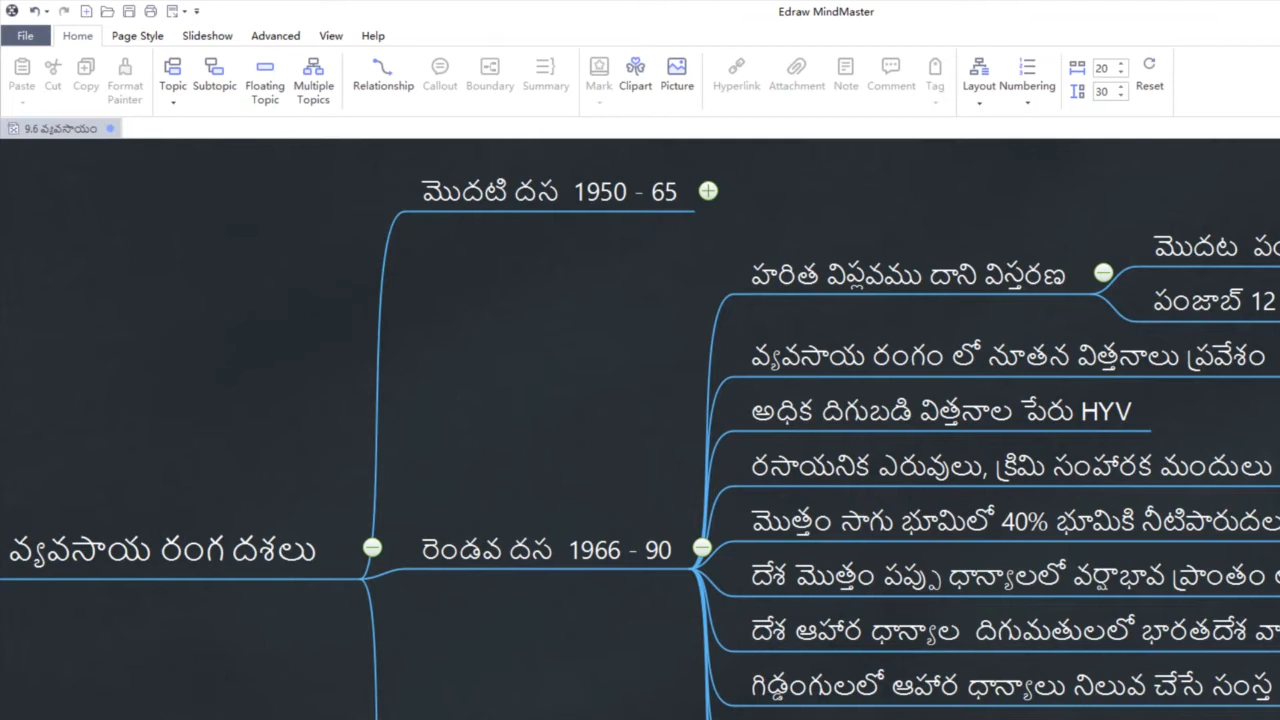 Edraw MindMaster
File Home Page Style Slideshow Advanced View Help
Paste Cut Copy Format Painter Topic Subtopic Floating Topic Multiple Topics Relationship Callout Boundary Summary Mark Clipart Picture Hyperlink Attachment Note Comment Tag Layout Numbering 20 30 Reset
9.6 వ్యవసాయం
మొదటి దస 1950 - 65
మొదట
హరిత విప్లవము దాని విస్తరణ
పంజాబ్ 12
వ్యవసాయ రంగం లో నూతన విత్తనాలు ప్రవేశం
అధిక దిగుబడి విత్తనాల పేరు HYV
రసాయనిక ఎరువులు, క్రిమి సంహారక మందులు
మొత్తం సాగు భూమిలో 40% భూమికి నీటిపారుదల
వ్యవసాయ రంగ దశలు
రెండవ దస 1966 - 90
దేశ మొత్తం పప్పు ధాన్యాలలో వర్షాభావ ప్రాంతం
దేశ ఆహార ధాన్యాల దిగుమతులలో భారతదేశ
గిడ్డంగులలో ఆహార ధాన్యాలు నిలువ చేసే సంస్త